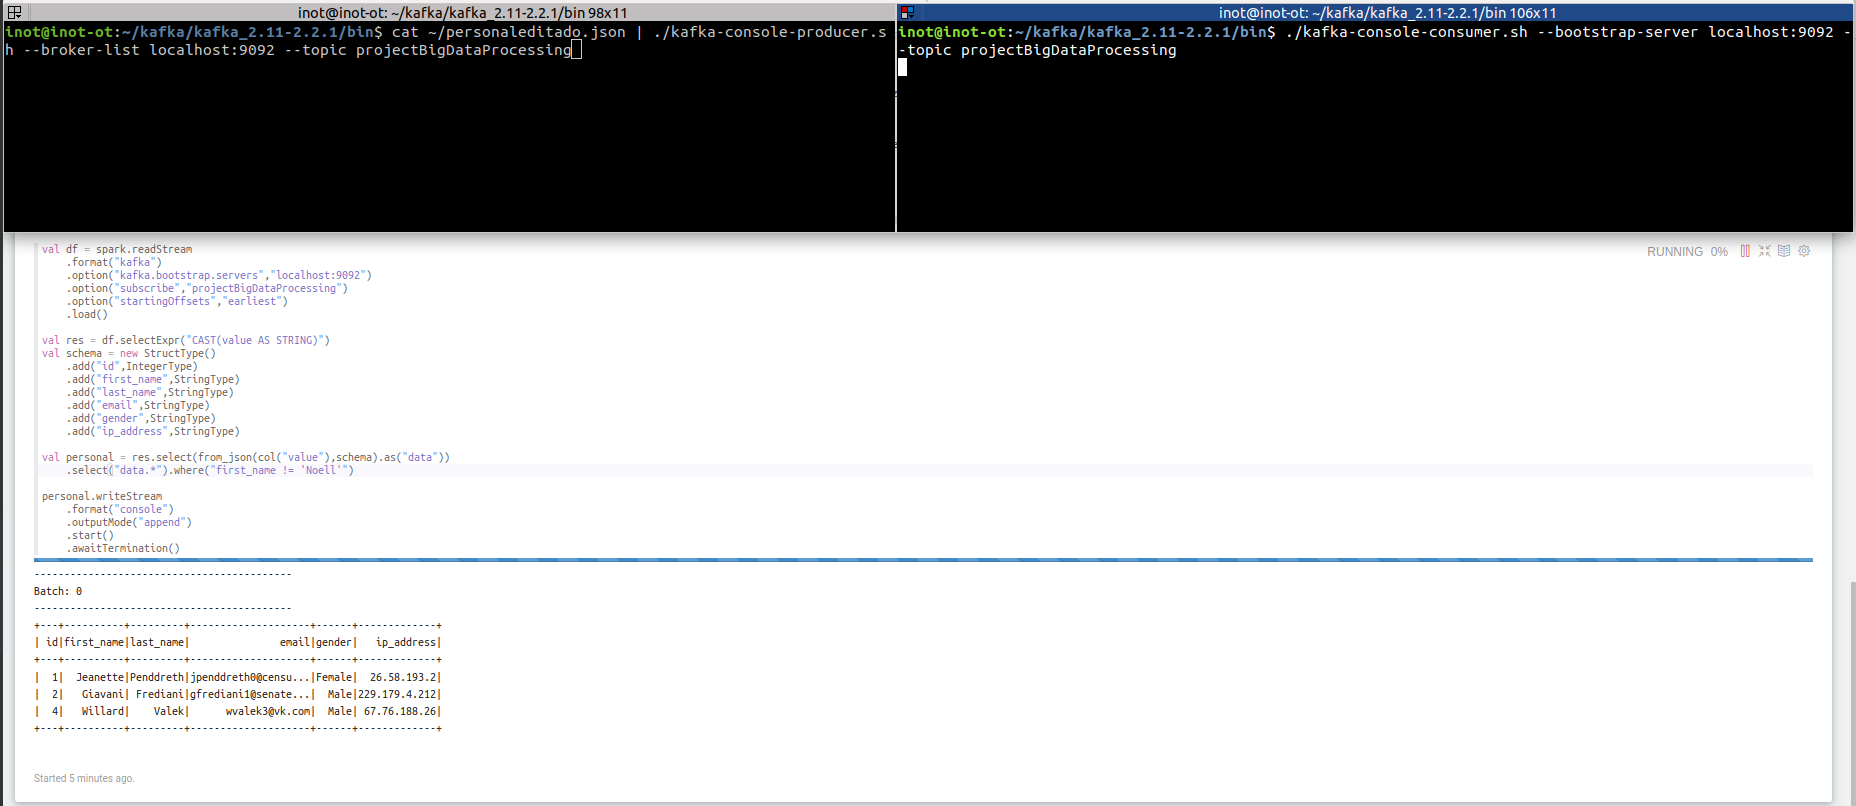 inot@inot-ot: ~/kafka/kafka_2.11-2.2.1/bin 98x11
inot@inot-ot:~/kafka/kafka_2.11-2.2.1/bin$ cat ~/personaleditado.json | ./kafka-console-producer.s
h --broker-list localhost:9092 --topic projectBigDataProcessing
inot@inot-ot: ~/kafka/kafka_2.11-2.2.1/bin 106x11
inot@inot-ot:~/kafka/kafka_2.11-2.2.1/bin$ ./kafka-console-consumer.sh --bootstrap-server localhost:9092 -
-topic projectBigDataProcessing
RUNNING 0%
val df = spark.readStream
    .format("kafka")
    .option("kafka.bootstrap.servers","localhost:9092")
    .option("subscribe","projectBigDataProcessing")
    .option("startingOffsets","earliest")
    .load()
val res = df.selectExpr("CAST(value AS STRING)")
val schema = new StructType()
    .add("id",IntegerType)
    .add("first_name",StringType)
    .add("last_name",StringType)
    .add("email",StringType)
    .add("gender",StringType)
    .add("ip_address",StringType)
val personal = res.select(from_json(col("value"),schema).as("data"))
    .select("data.*").where("first_name != 'Noell'")
personal.writeStream
    .format("console")
    .outputMode("append")
    .start()
    .awaitTermination()
-------------------------------------------
Batch: 0
-------------------------------------------
+---+----------+---------+--------------------+------+-------------+
| id|first_name|last_name|               email|gender|   ip_address|
+---+----------+---------+--------------------+------+-------------+
|  1|  Jeanette|Penddreth|jpenddreth0@censu...|Female|  26.58.193.2|
|  2|   Giavani| Frediani|gfrediani1@senate...|  Male|229.179.4.212|
|  4|   Willard|    Valek|      wvalek3@vk.com|  Male| 67.76.188.26|
+---+----------+---------+--------------------+------+-------------+
Started 5 minutes ago.